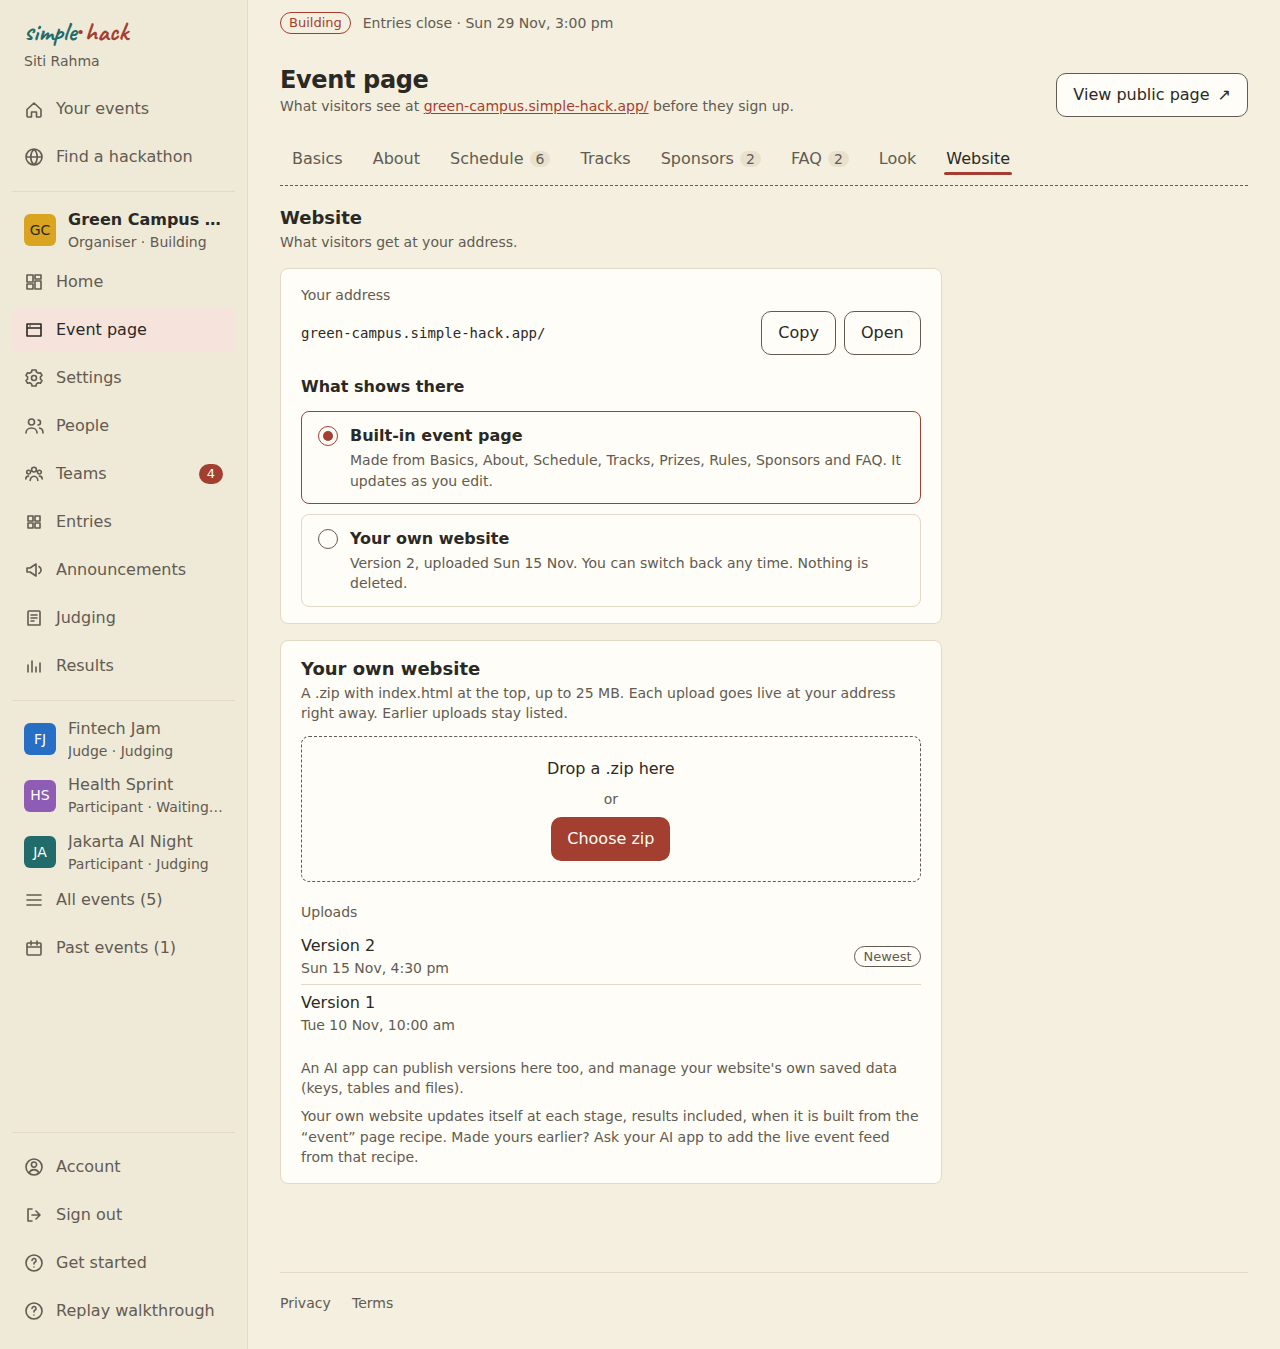 simple·hack
Siti Rahma
Your events
Find a hackathon
GC
Green Campus ...
Organiser · Building
Home
Event page
Settings
People
Teams
4
Entries
Announcements
Judging
Results
FJ
Fintech Jam
Judge · Judging
HS
Health Sprint
Participant · Waiting...
JA
Jakarta AI Night
Participant · Judging
All events (5)
Past events (1)
Account
Sign out
Get started
Replay walkthrough
Building
Entries close · Sun 29 Nov, 3:00 pm
Event page
What visitors see at green-campus.simple-hack.app/ before they sign up.
View public page ↗
Basics
About
Schedule 6
Tracks
Sponsors 2
FAQ 2
Look
Website
Website
What visitors get at your address.
Your address
green-campus.simple-hack.app/
Copy
Open
What shows there
Built-in event page
Made from Basics, About, Schedule, Tracks, Prizes, Rules, Sponsors and FAQ. It
updates as you edit.
Your own website
Version 2, uploaded Sun 15 Nov. You can switch back any time. Nothing is
deleted.
Your own website
A .zip with index.html at the top, up to 25 MB. Each upload goes live at your address
right away. Earlier uploads stay listed.
Drop a .zip here
or
Choose zip
Uploads
Version 2
Sun 15 Nov, 4:30 pm
Newest
Version 1
Tue 10 Nov, 10:00 am
An AI app can publish versions here too, and manage your website's own saved data
(keys, tables and files).
Your own website updates itself at each stage, results included, when it is built from the
“event” page recipe. Made yours earlier? Ask your AI app to add the live event feed
from that recipe.
Privacy
Terms